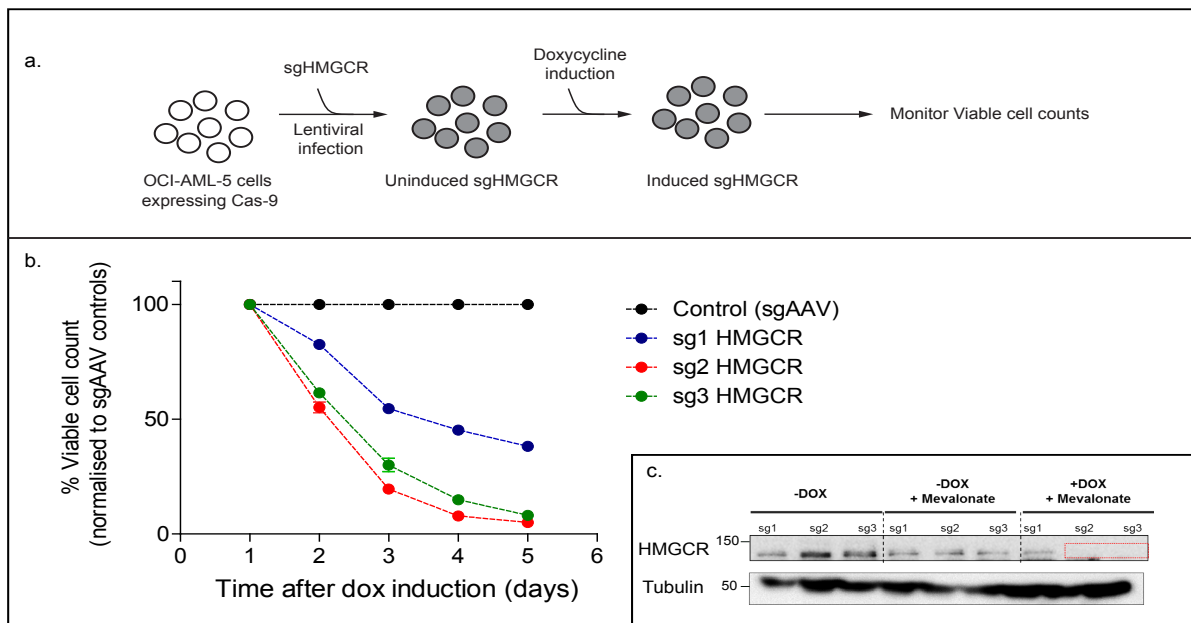 a.
sgHMGCR
Lentiviral
infection
Doxycycline
induction
Monitor Viable cell counts
OCI-AML-5 cells
expressing Cas-9
Uninduced sgHMGCR
Induced sgHMGCR
b.
% Viable cell count
(normalised to sgAAV controls)
100
50
0
0 1 2 3 4 5 6
Time after dox induction (days)
Control (sgAAV)
sg1 HMGCR
sg2 HMGCR
sg3 HMGCR
c.
-DOX
-DOX
+ Mevalonate
+DOX
+ Mevalonate
sg1 sg2 sg3 sg1 sg2 sg3 sg1 sg2 sg3
HMGCR 150
Tubulin 50